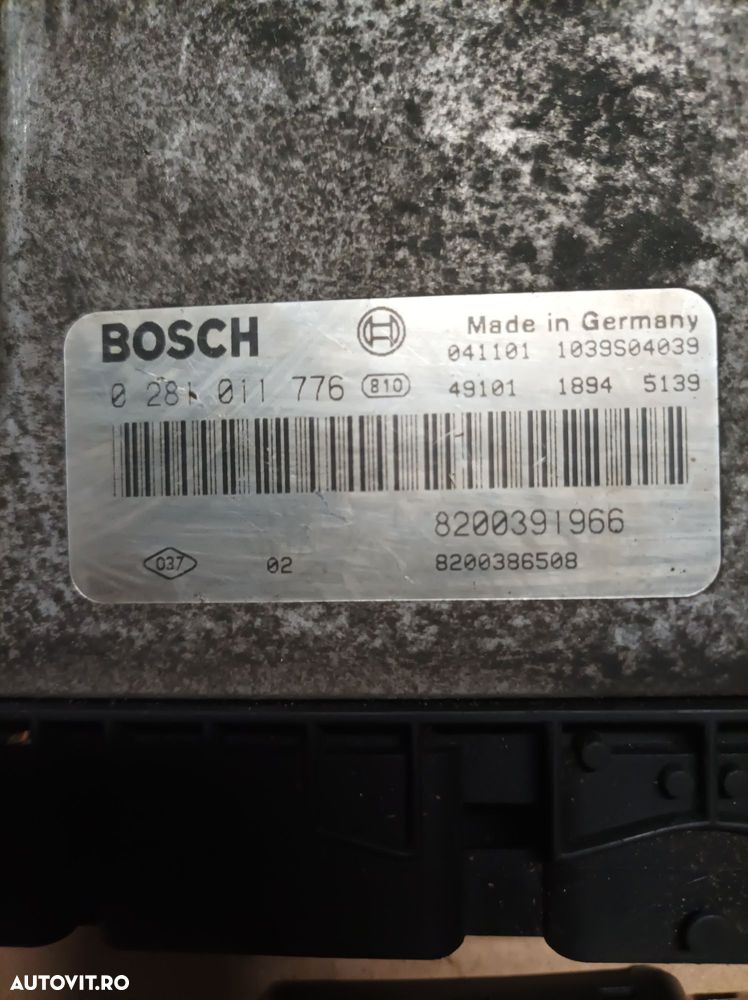 BOSCH
Made in Germany
041101 1039S04039
0 281 011 776 810 49101 1894 5139
8200391966
037 02 8200386508
AUTOVIT.RO